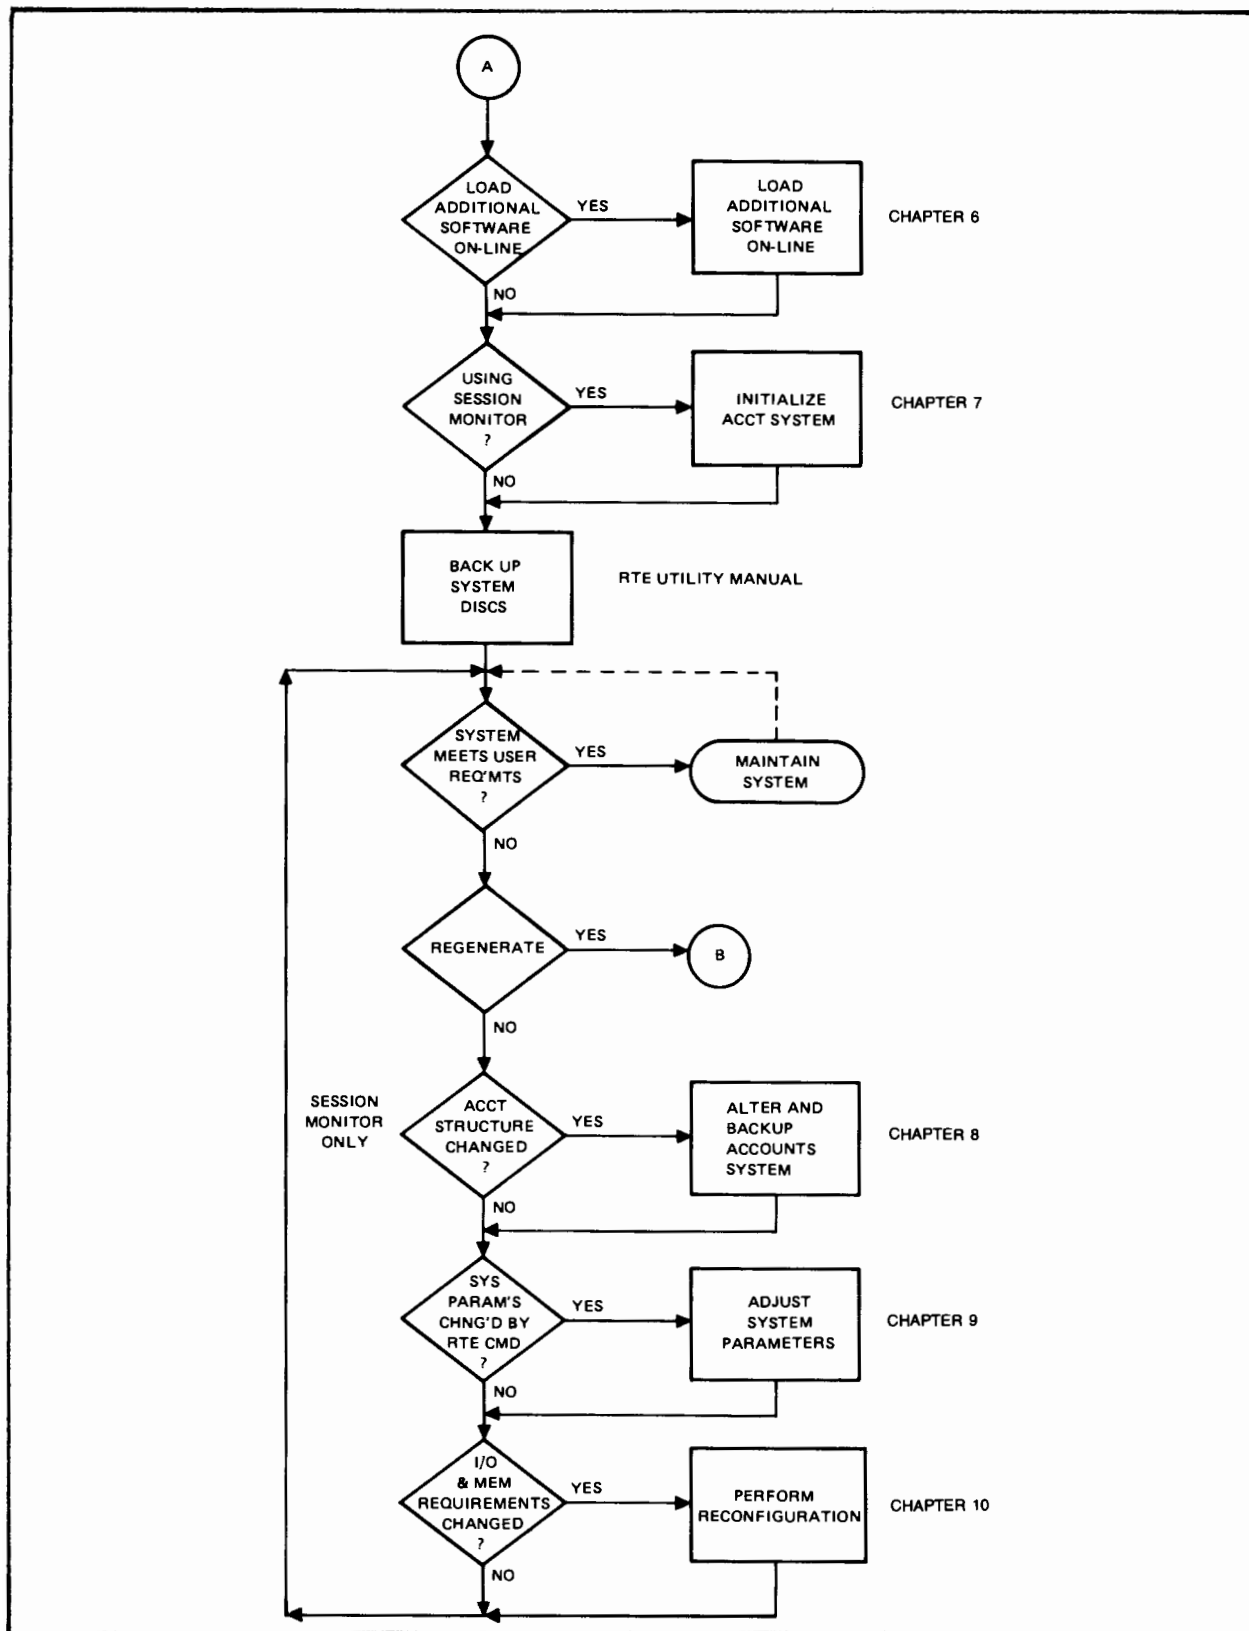 A
LOAD
ADDITIONAL
SOFTWARE
ON-LINE
YES
LOAD
ADDITIONAL
SOFTWARE
ON-LINE
CHAPTER 6
NO
USING
SESSION
MONITOR
?
YES
INITIALIZE
ACCT SYSTEM
CHAPTER 7
NO
BACK UP
SYSTEM
DISCS
RTE UTILITY MANUAL
SYSTEM
MEETS USER
REQ'MTS
?
YES
MAINTAIN
SYSTEM
NO
REGENERATE
YES
B
NO
SESSION
MONITOR
ONLY
ACCT
STRUCTURE
CHANGED
?
YES
ALTER AND
BACKUP
ACCOUNTS
SYSTEM
CHAPTER 8
NO
SYS
PARAM'S
CHNG'D BY
RTE CMD
?
YES
ADJUST
SYSTEM
PARAMETERS
CHAPTER 9
NO
I/O
& MEM
REQUIREMENTS
CHANGED
?
YES
PERFORM
RECONFIGURATION
CHAPTER 10
NO